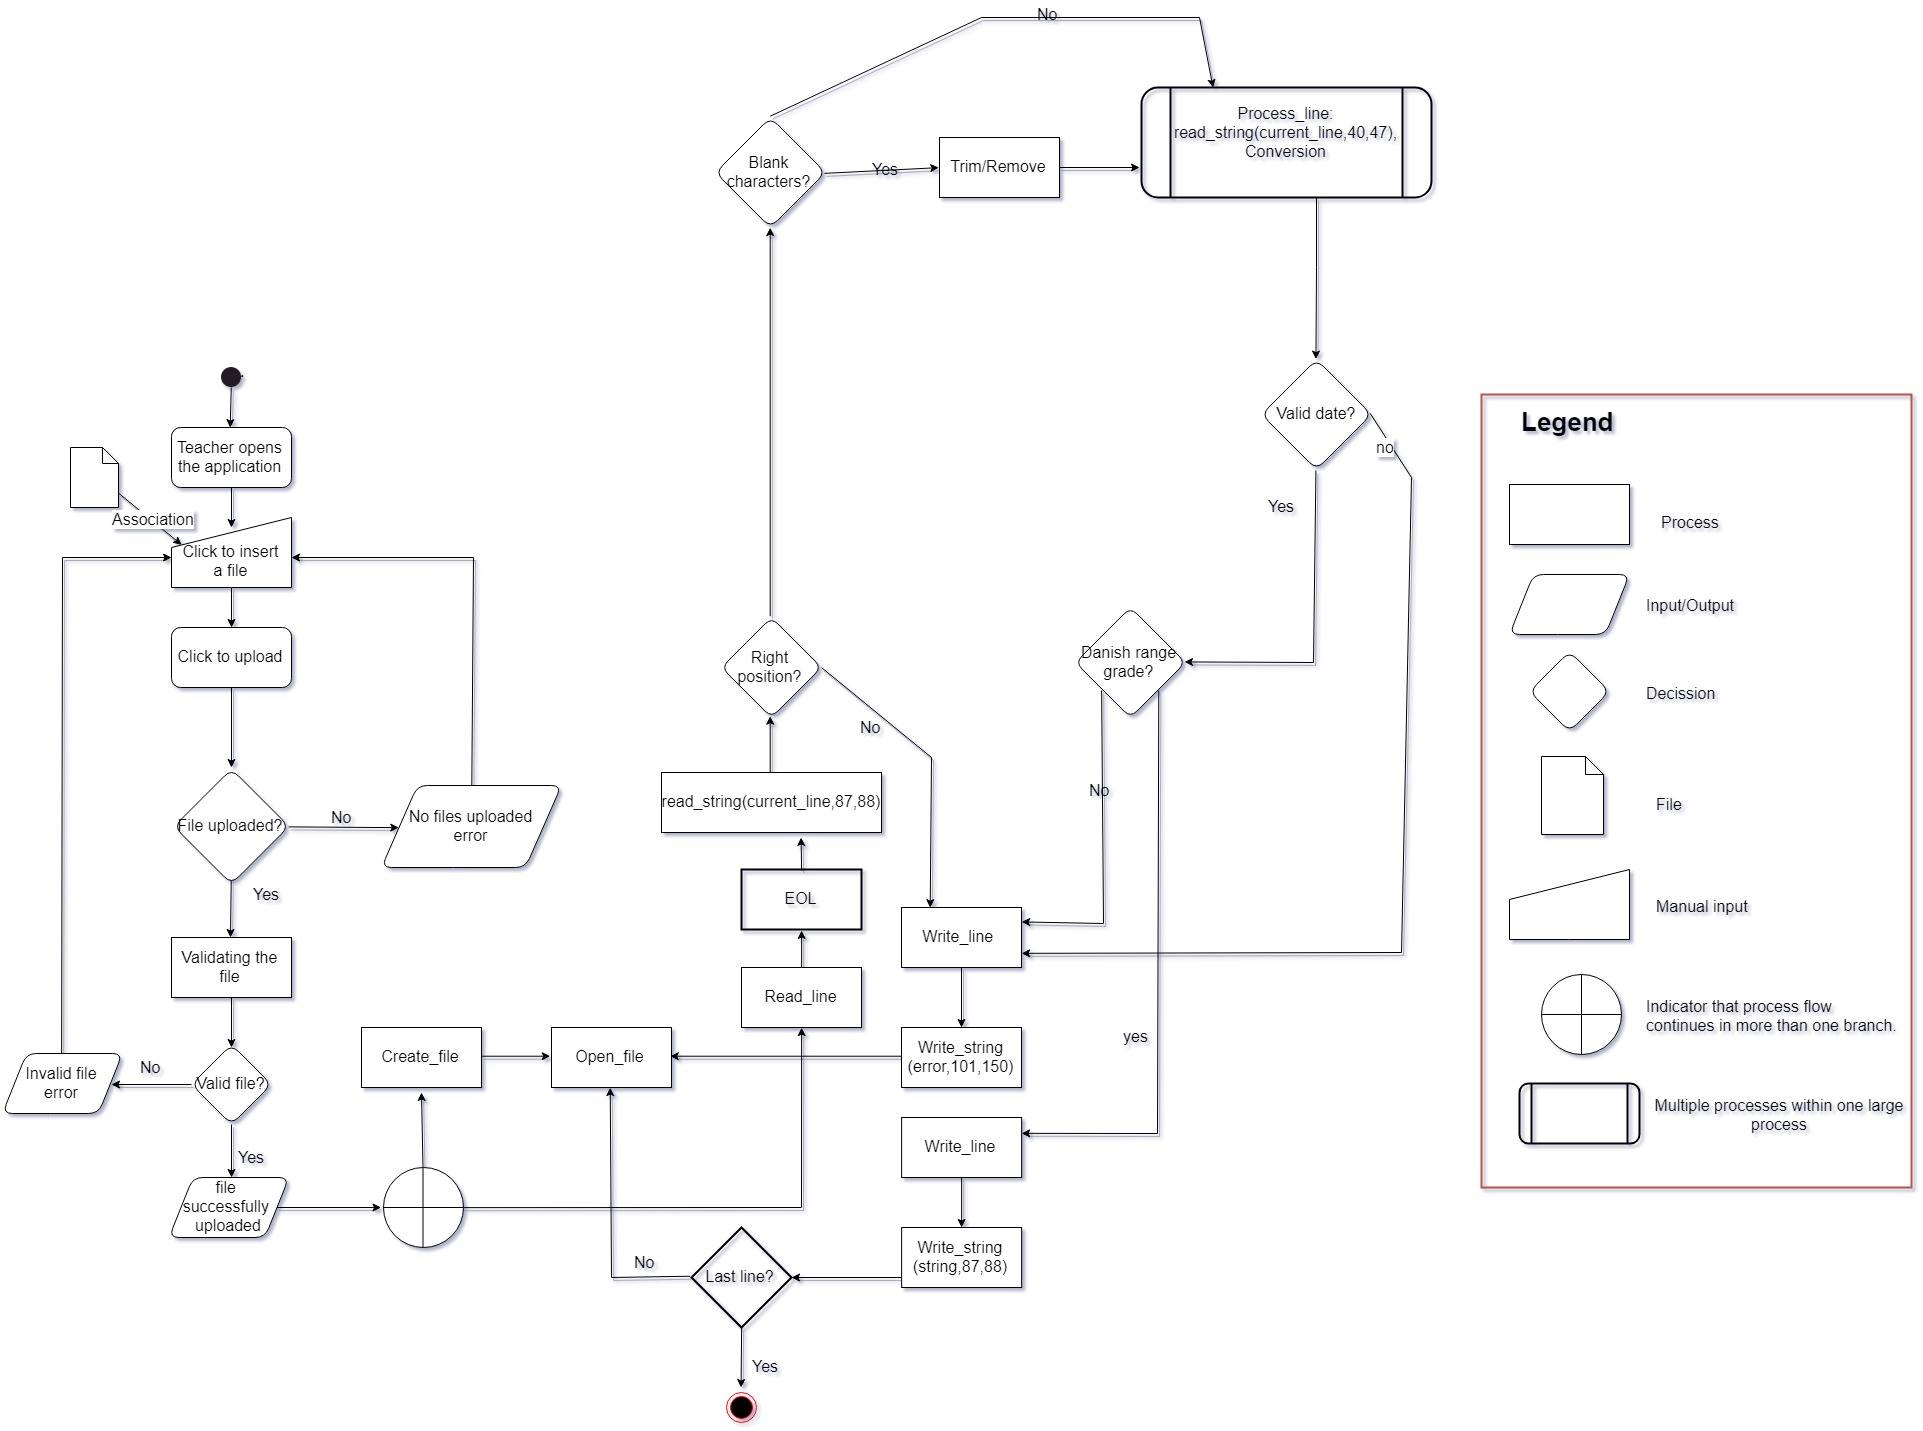 No
Process_line:
read_string(current_line,40,47),
Conversion
Blank
characters?
Yes
Trim/Remove
Teacher opens
the application
Association
Click to insert
a file
Click to upload
File uploaded?
No
No files uploaded
error
Yes
Validating the
file
Valid file?
No
Invalid file
error
Yes
file
successfully
uploaded
Create_file
Open_file
Read_line
EOL
read_string(current_line,87,88)
Right
position?
No
Valid date?
no
Yes
Danish range
grade?
No
yes
Write_line
Write_string
(error,101,150)
Write_line
Write_string
(string,87,88)
Last line?
No
Yes
Legend
Process
Input/Output
Decission
File
Manual input
Indicator that process flow
continues in more than one branch.
Multiple processes within one large
process